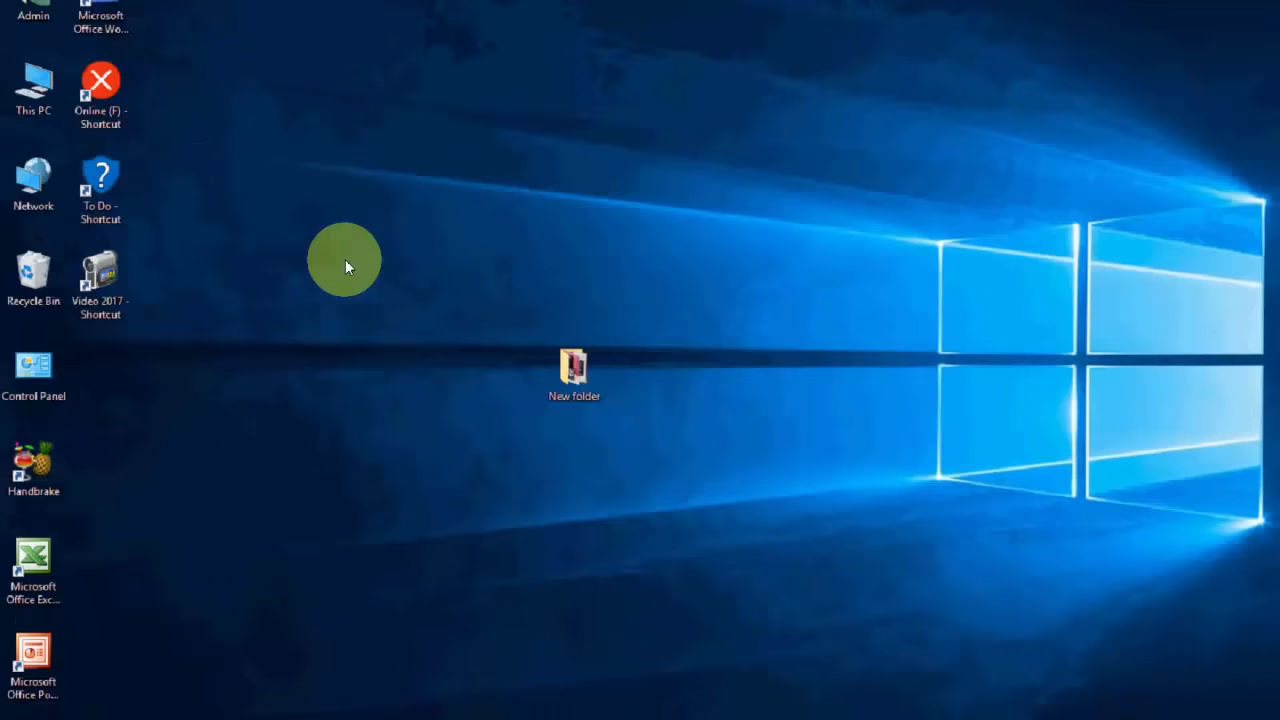 Admin
Microsoft
Office Wo...
This PC
Online (F) -
Shortcut
Network
To Do -
Shortcut
Recycle Bin
Video 2017 -
Shortcut
Control Panel
New folder
Handbrake
Microsoft
Office Exc...
Microsoft
Office Po...